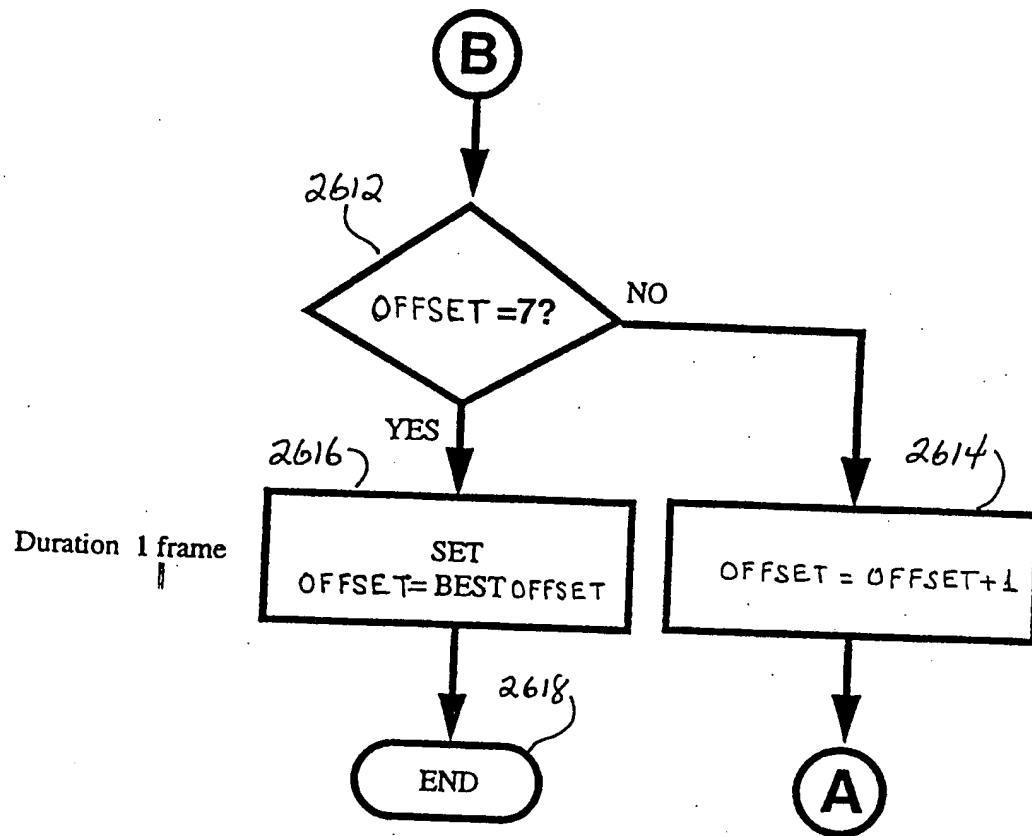 B
2612
OFFSET =7?
NO
YES
2616
2614
Duration 1 frame
SET
OFFSET= BEST OFFSET
OFFSET = OFFSET+1
2618
END
A